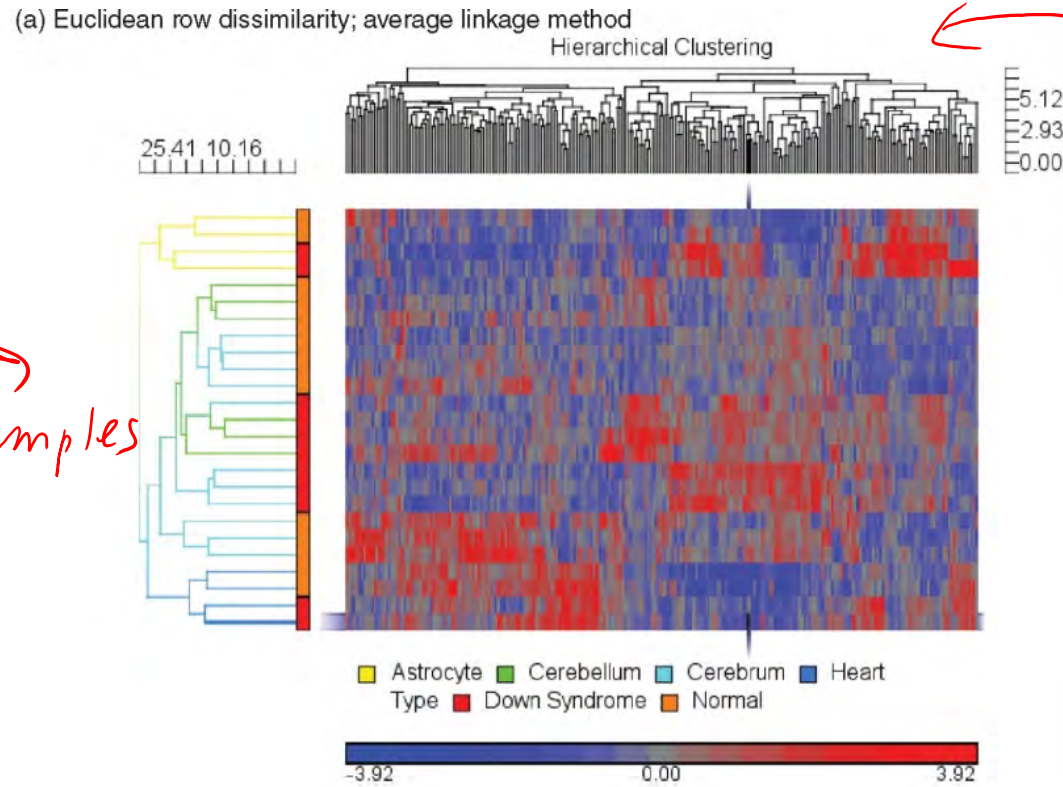 (a) Euclidean row dissimilarity; average linkage method
Hierarchical Clustering
5.12
2.93
0.00
25.41 10.16
mples
Astrocyte Cerebellum Cerebrum Heart
Type Down Syndrome Normal
-3.92 0.00 3.92